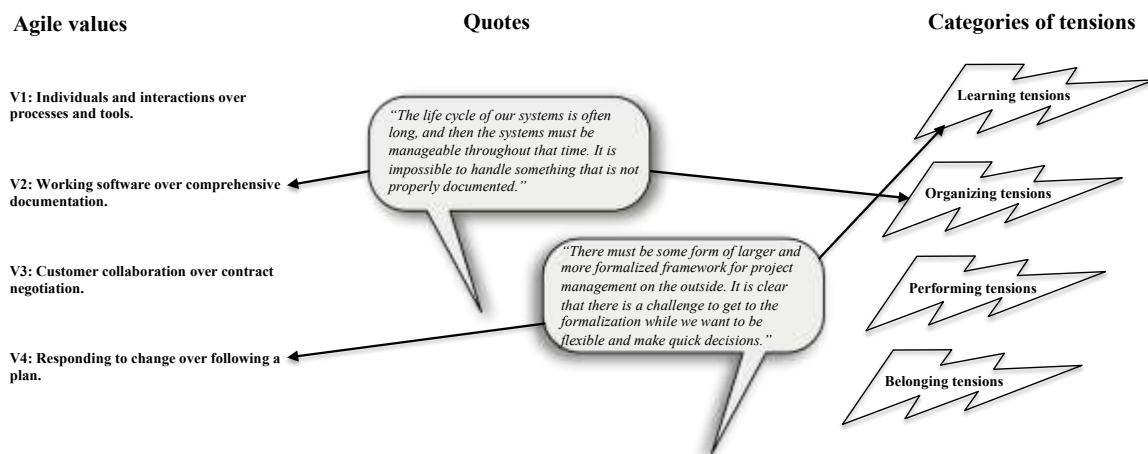 Agile values
Quotes
Categories of tensions
V1: Individuals and interactions over
processes and tools.
V2: Working software over comprehensive
documentation.
V3: Customer collaboration over contract
negotiation.
V4: Responding to change over following a
plan.
“The life cycle of our systems is often
long, and then the systems must be
manageable throughout that time. It is
impossible to handle something that is not
properly documented.”
“There must be some form of larger and
more formalized framework for project
management on the outside. It is clear
that there is a challenge to get to the
formalization while we want to be
flexible and make quick decisions.”
Learning tensions
Organizing tensions
Performing tensions
Belonging tensions